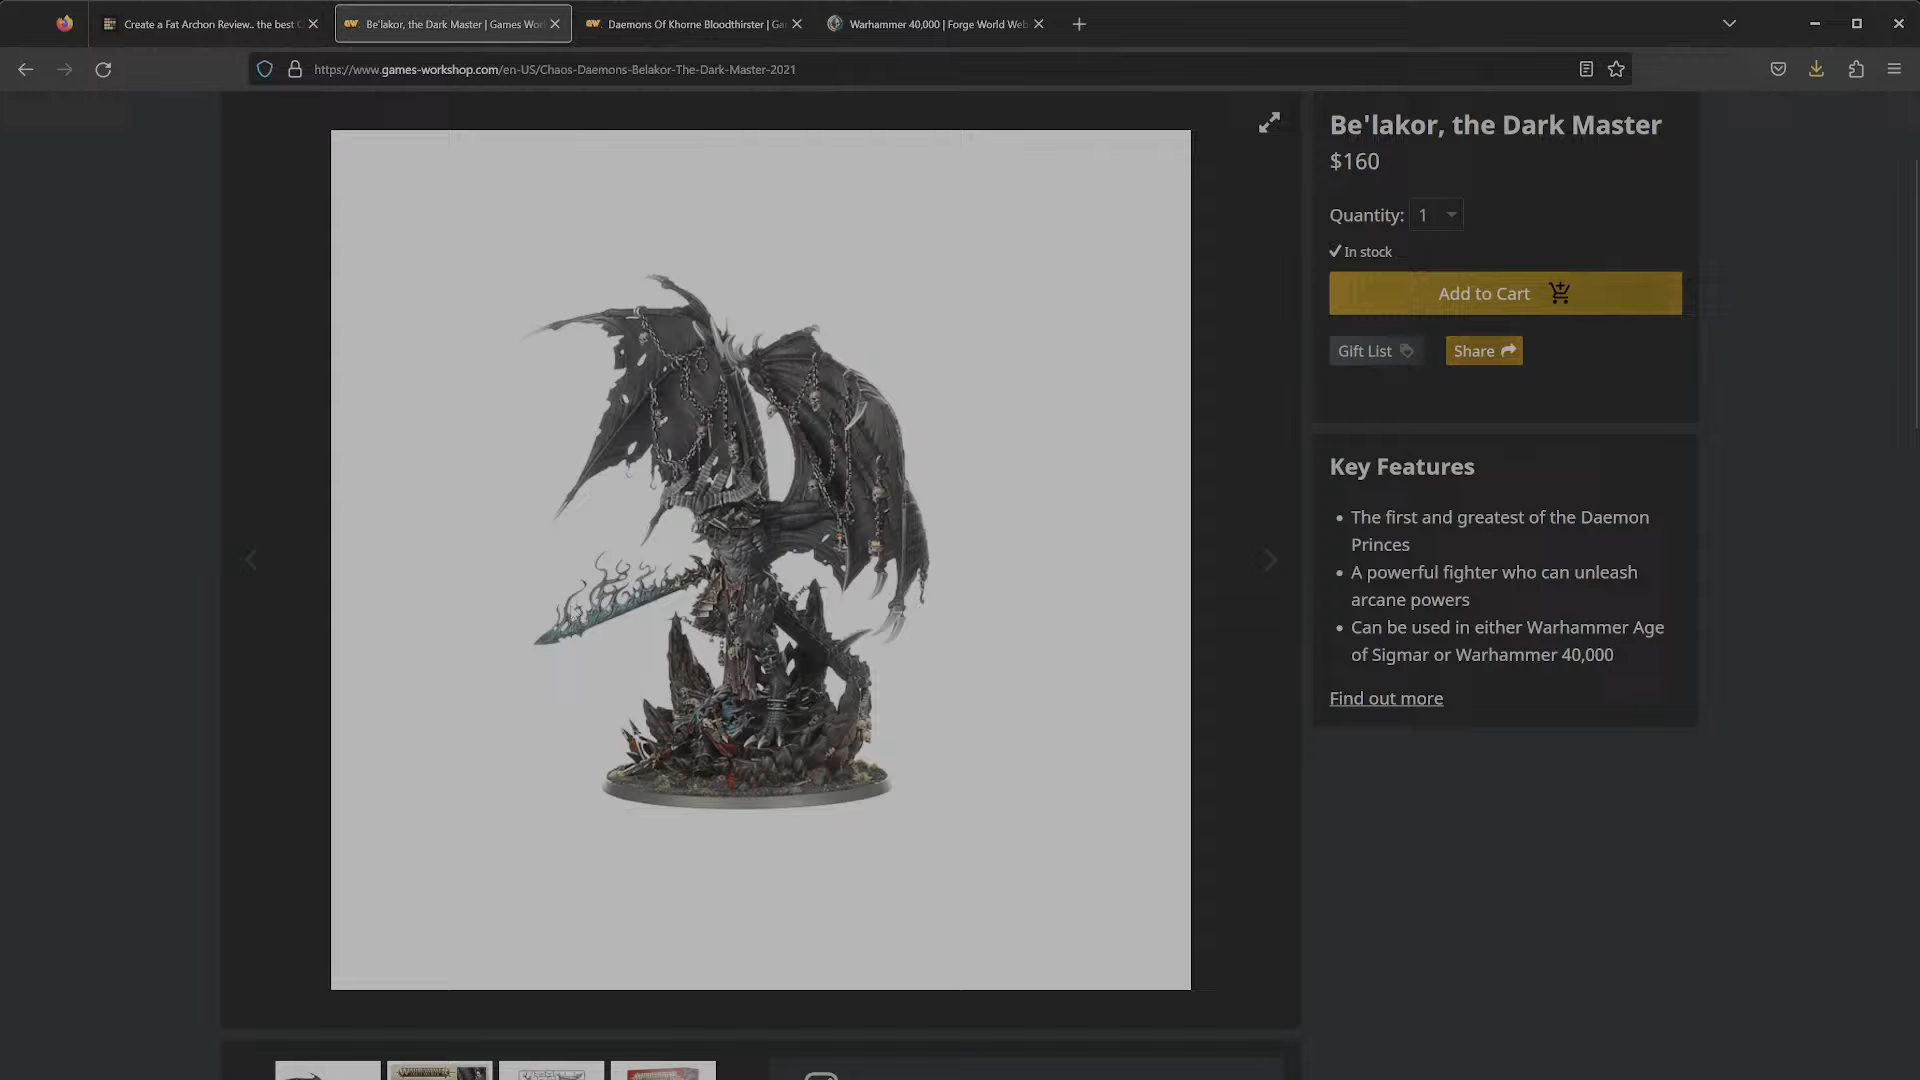 Create a Fat Archon Review.. the best
Be'lakor, the Dark Master | Games Wor
Daemons Of Khorne Bloodthirster | Ga
Warhammer 40,000 | Forge World Web
https://www.games-workshop.com/en-US/Chaos-Daemons-Belakor-The-Dark-Master-2021
Be'lakor, the Dark Master
$160
Quantity: 1
In stock
Add to Cart
Gift List
Share
Key Features
The first and greatest of the Daemon
Princes
A powerful fighter who can unleash
arcane powers
Can be used in either Warhammer Age
of Sigmar or Warhammer 40,000
Find out more